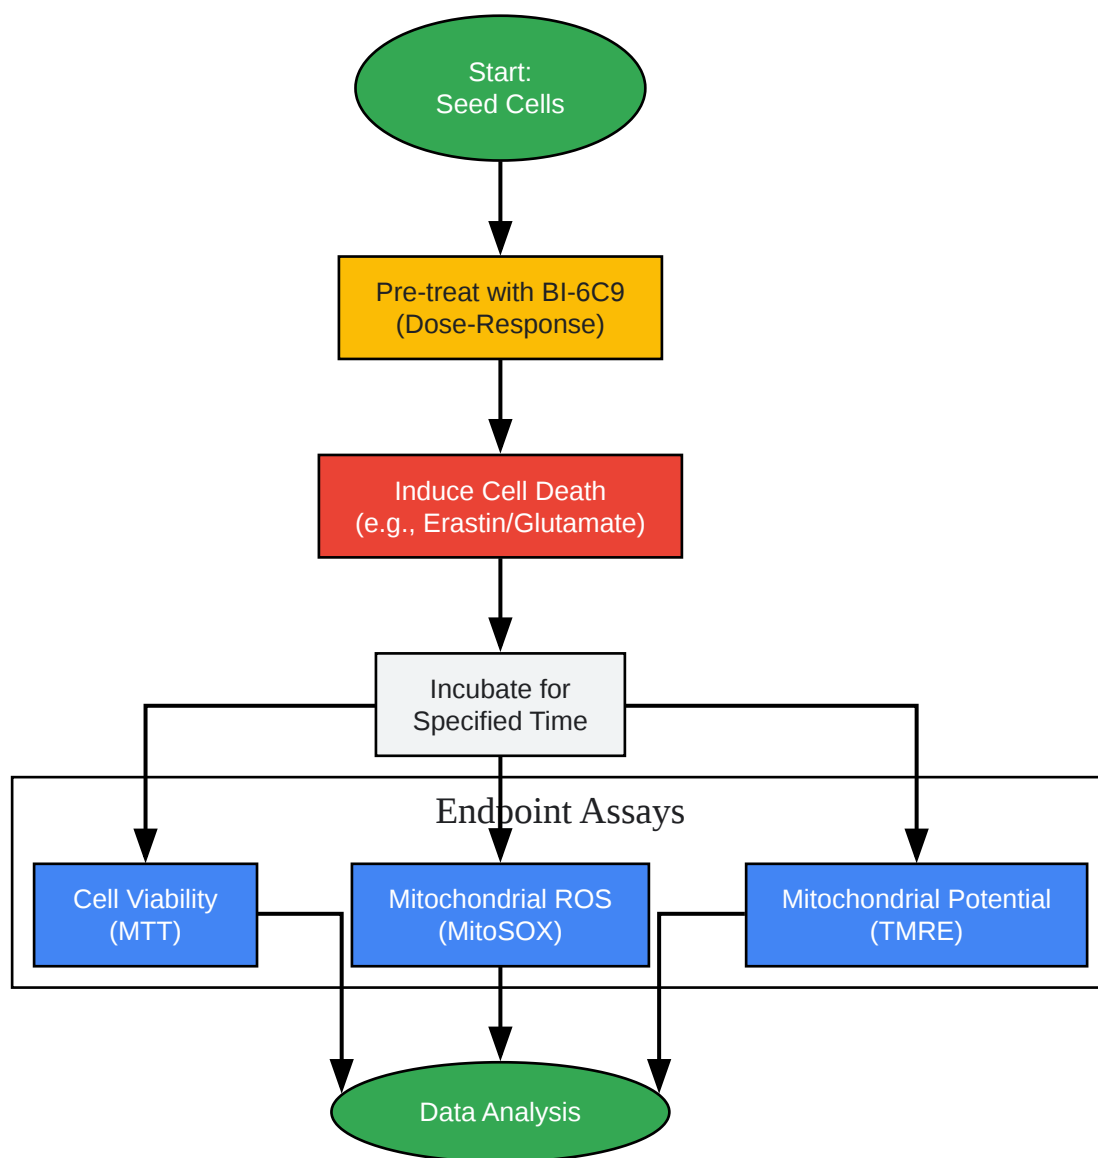 Start:
Seed Cells
Pre-treat with BI-6C9
(Dose-Response)
Induce Cell Death
(e.g., Erastin/Glutamate)
Incubate for
Specified Time
Endpoint Assays
Cell Viability
(MTT)
Mitochondrial ROS
(MitoSOX)
Mitochondrial Potential
(TMRE)
Data Analysis